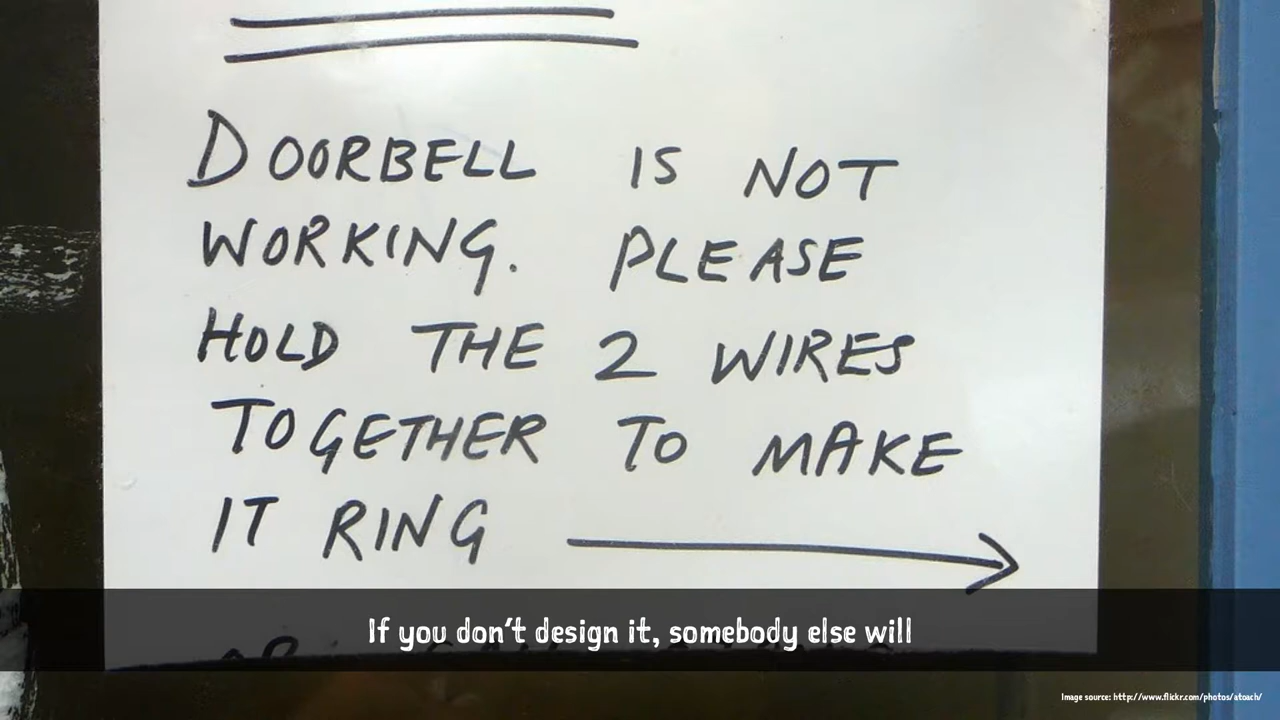 DOORBELL IS NOT
WORKING. PLEASE
HOLD THE 2 WIRES
TOGETHER TO MAKE
IT RING
If you don't design it, somebody else will
Image source: http://www.flickr.com/photos/atoach/